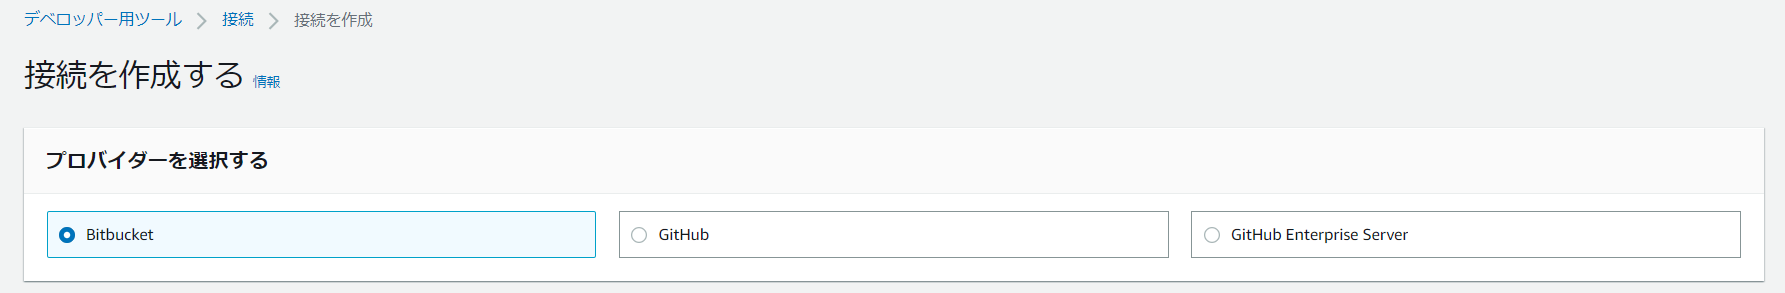 デベロッパー用ツール 接続 接続を作成
接続を作成する 情報
プロバイダーを選択する
Bitbucket GitHub GitHub Enterprise Server